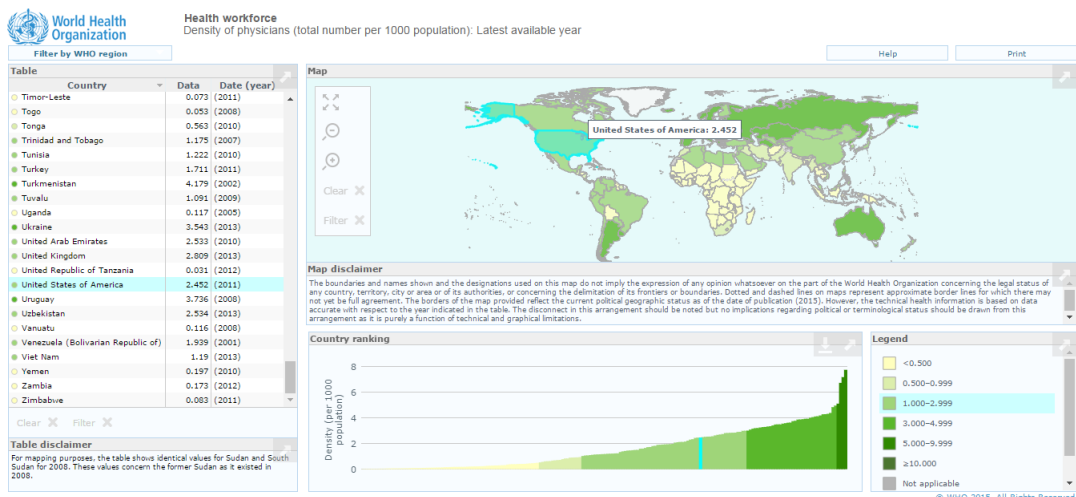 World Health
Organization
Health workforce
Density of physicians (total number per 1000 population): Latest available year
Filter by WHO region
Help
Print
Table
Country Data Date (year)
Timor-Leste 0.073 (2011)
Togo 0.053 (2008)
Tonga 0.563 (2010)
Trinidad and Tobago 1.175 (2007)
Tunisia 1.222 (2010)
Turkey 1.711 (2011)
Turkmenistan 4.179 (2002)
Tuvalu 1.091 (2009)
Uganda 0.117 (2005)
Ukraine 3.543 (2013)
United Arab Emirates 2.533 (2010)
United Kingdom 2.809 (2013)
United Republic of Tanzania 0.031 (2012)
United States of America 2.452 (2011)
Uruguay 3.736 (2008)
Uzbekistan 2.534 (2013)
Vanuatu 0.116 (2008)
Venezuela (Bolivarian Republic of) 1.939 (2001)
Viet Nam 1.19 (2013)
Yemen 0.197 (2010)
Zambia 0.173 (2012)
Zimbabwe 0.083 (2011)
Clear Filter
Table disclaimer
For mapping purposes, the table shows identical values for Sudan and South
Sudan for 2008. These values concern the former Sudan as it existed in
2008.
Map
Clear
Filter
United States of America: 2.452
Map disclaimer
The boundaries and names shown and the designations used on this map do not imply the expression of any opinion whatsoever on the part of the World Health Organization concerning the legal status of
any country, territory, city or area or of its authorities, or concerning the delimitation of its frontiers or boundaries. Dotted and dashed lines on maps represent approximate border lines for which there may
not yet be full agreement. The borders of the map provided reflect the current political geographic status as of the date of publication (2015). However, the technical health information is based on data
accurate with respect to the year indicated in the table. The disconnect in this arrangement should be noted but no implications regarding political or terminological status should be drawn from this
arrangement as it is purely a function of technical and graphical limitations.
Country ranking
Density (per 1000
population)
8
6
4
2
0
Legend
<0.500
0.500–0.999
1.000–2.999
3.000–4.999
5.000–9.999
≥10.000
Not applicable
© WHO 2015. All Rights Reserved